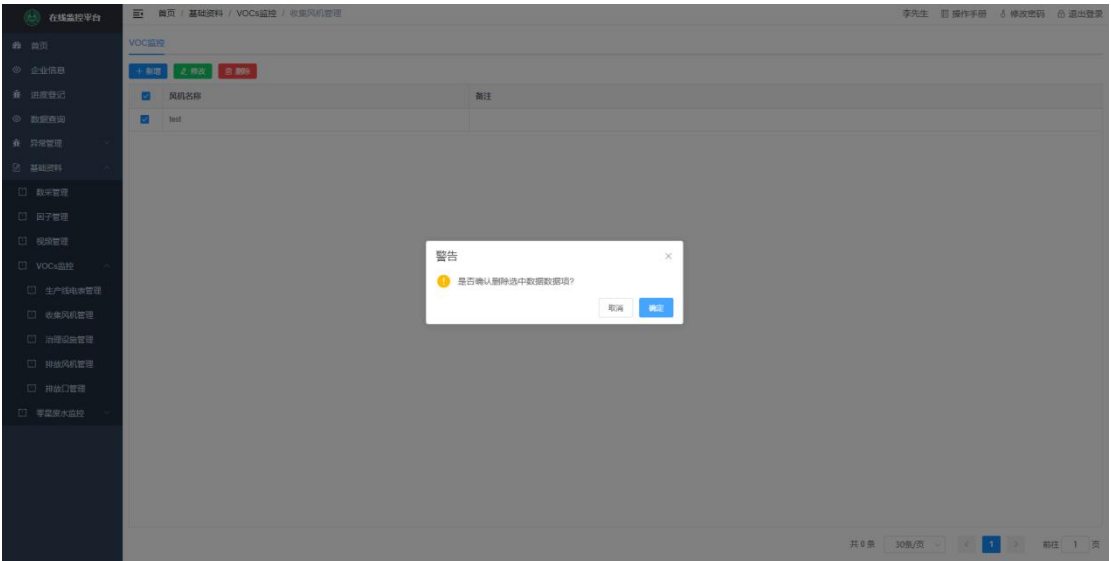 在线监控平台
首页 / 基础资料 / VOCs监控 / 收集风机管理
李先生 操作手册 修改密码 退出登录
首页
企业信息
进度登记
数据查询
异常管理
基础资料
数采管理
因子管理
视频管理
VOCs监控
生产线电表管理
收集风机管理
治理设施管理
排放风机管理
排放口管理
零星废水监控
VOC监控
+ 新增 修改 删除
风机名称 备注
test
警告
是否确认删除选中数据数据项?
取消 确定
共 0 条 30条/页 1 前往 1 页